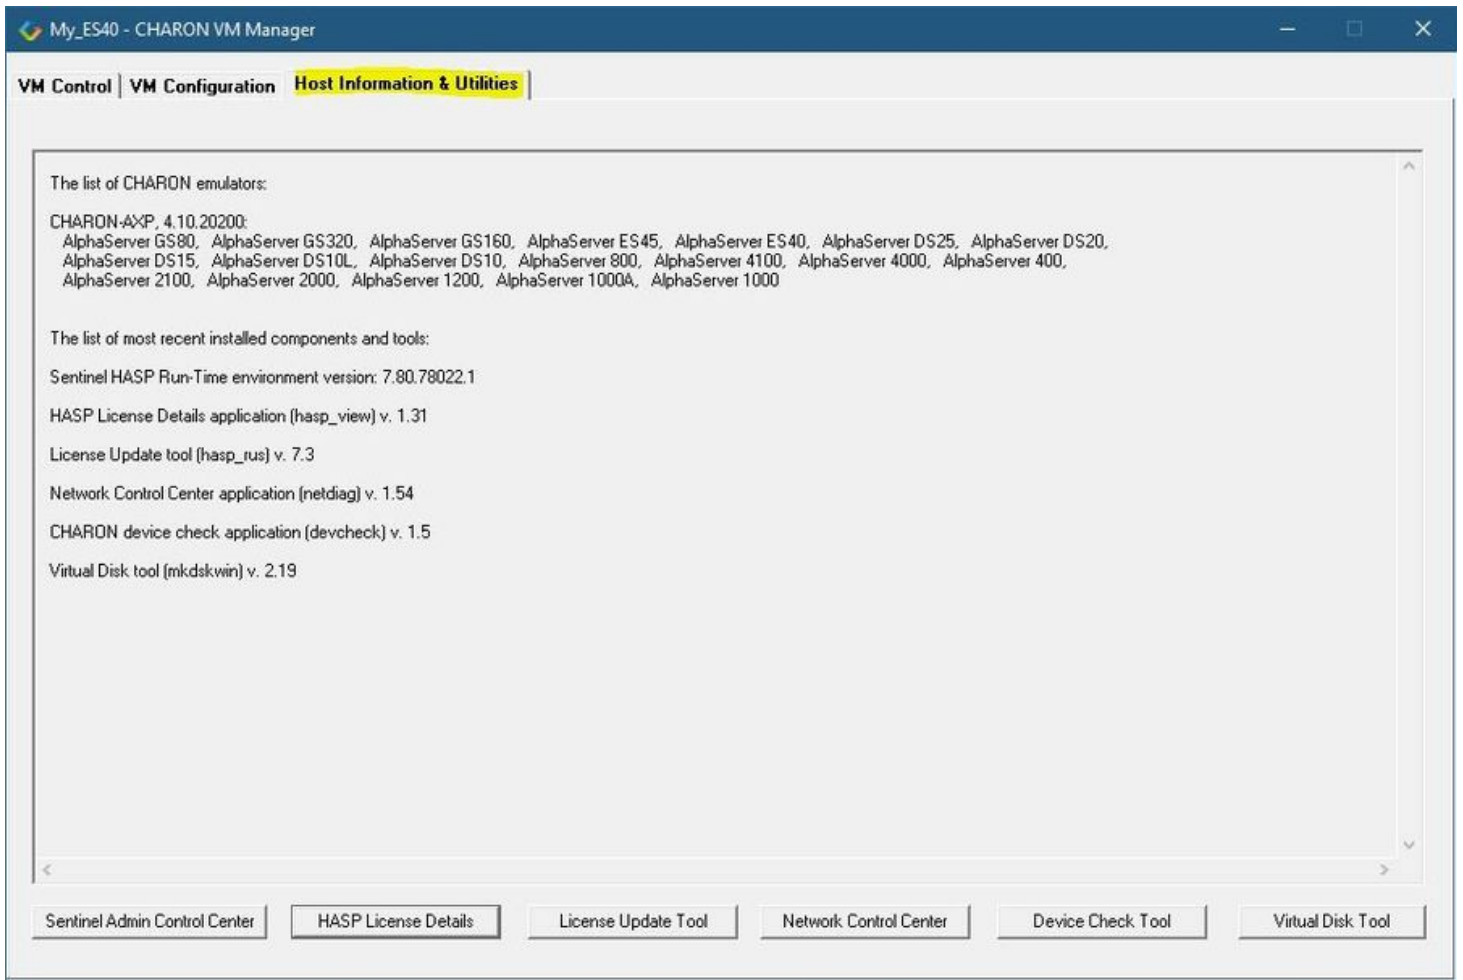 My_ES40 - CHARON VM Manager
VM Control
VM Configuration
Host Information & Utilities
The list of CHARON emulators:
CHARON-AXP, 4.10.20200:
AlphaServer GS80, AlphaServer GS320, AlphaServer GS160, AlphaServer ES45, AlphaServer ES40, AlphaServer DS25, AlphaServer DS20,
AlphaServer DS15, AlphaServer DS10L, AlphaServer DS10, AlphaServer 800, AlphaServer 4100, AlphaServer 4000, AlphaServer 400,
AlphaServer 2100, AlphaServer 2000, AlphaServer 1200, AlphaServer 1000A, AlphaServer 1000
The list of most recent installed components and tools:
Sentinel HASP Run-Time environment version: 7.80.78022.1
HASP License Details application (hasp_view) v. 1.31
License Update tool (hasp_rus) v. 7.3
Network Control Center application (netdiag) v. 1.54
CHARON device check application (devcheck) v. 1.5
Virtual Disk tool (mkdskwin) v. 2.19
Sentinel Admin Control Center
HASP License Details
License Update Tool
Network Control Center
Device Check Tool
Virtual Disk Tool